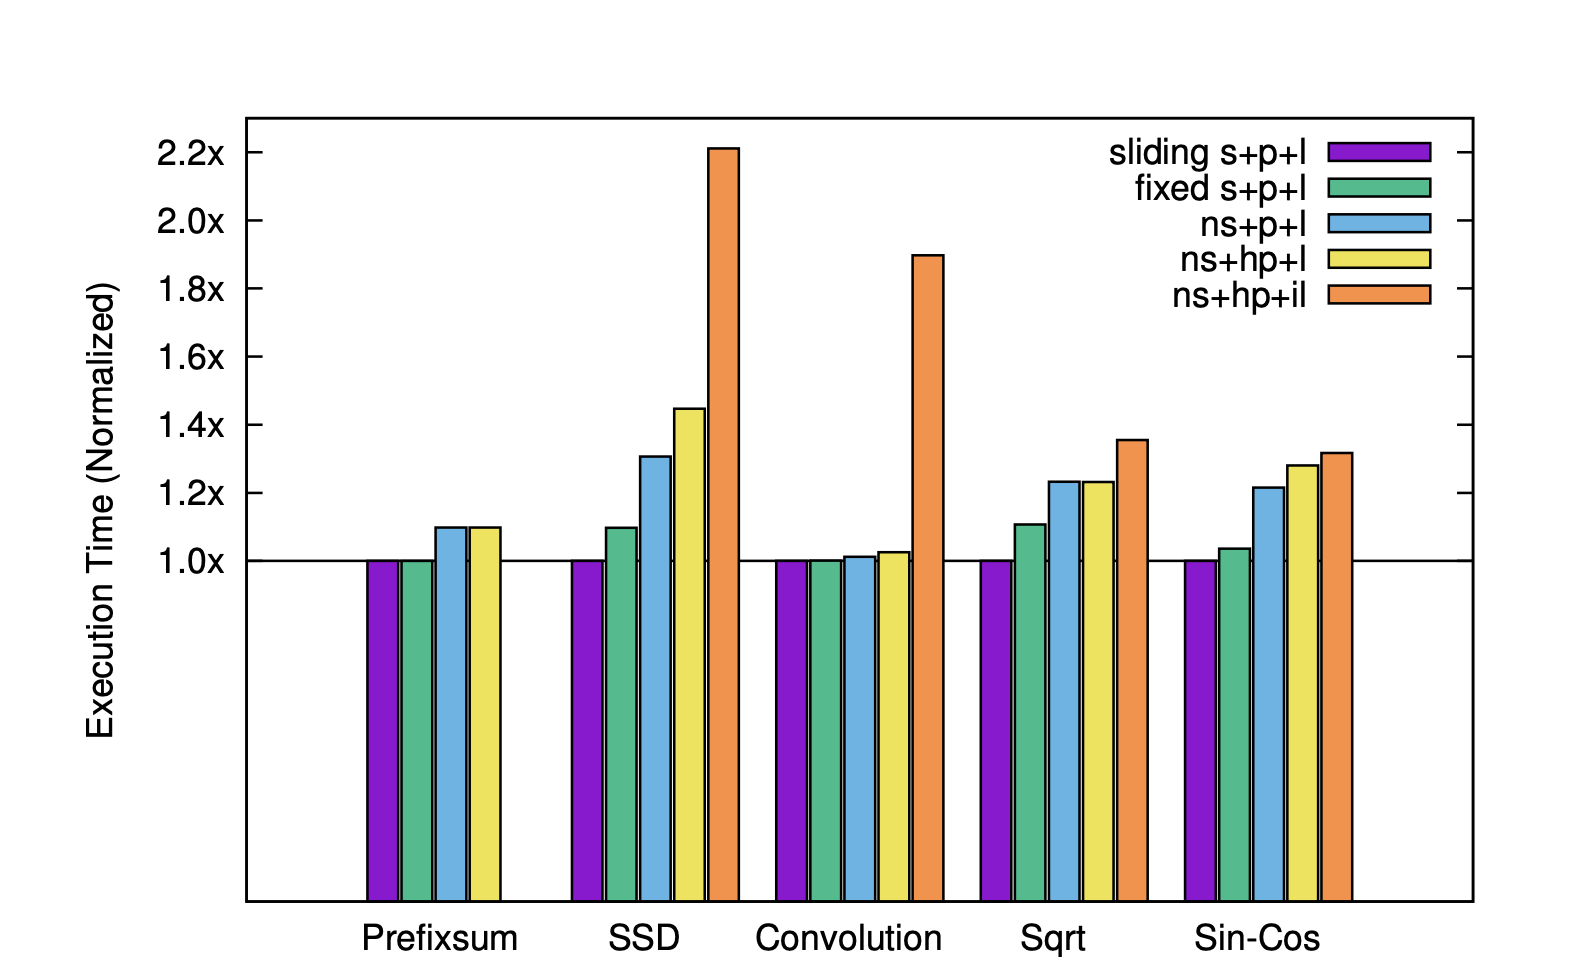 2.2x
2.0x
1.8x
1.6x
1.4x
1.2x
1.0x
Execution Time (Normalized)
sliding s+p+l
fixed s+p+l
ns+p+l
ns+hp+l
ns+hp+il
Prefixsum
SSD
Convolution
Sqrt
Sin-Cos